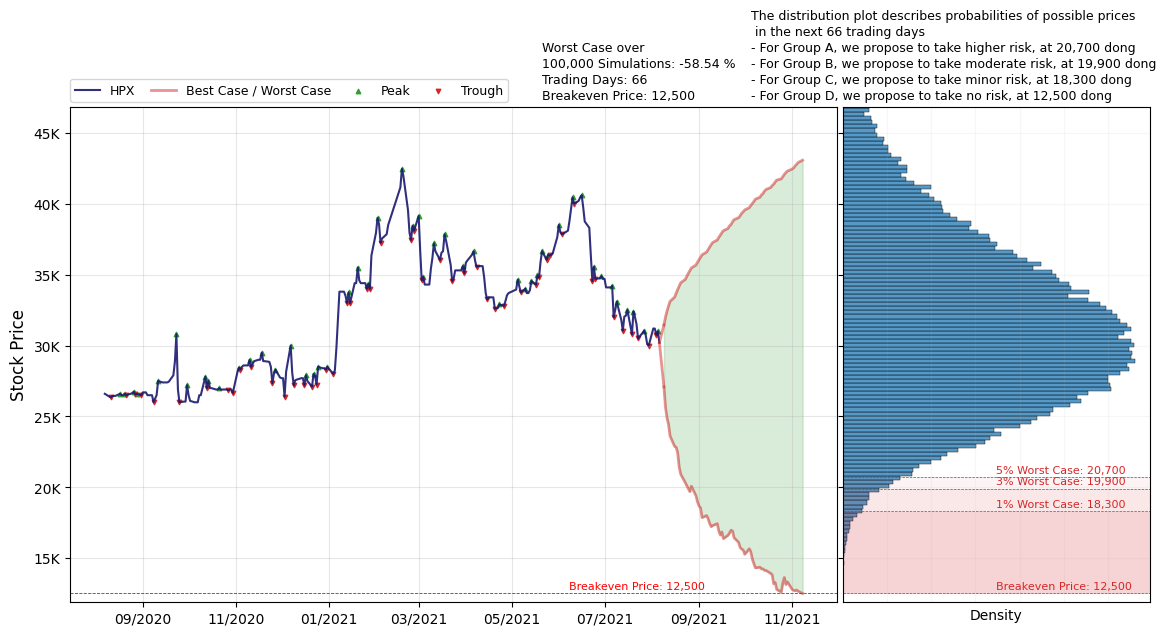 The distribution plot describes probabilities of possible prices
in the next 66 trading days
- For Group A, we propose to take higher risk, at 20,700 dong
- For Group B, we propose to take moderate risk, at 19,900 dong
- For Group C, we propose to take minor risk, at 18,300 dong
- For Group D, we propose to take no risk, at 12,500 dong
Worst Case over
100,000 Simulations: -58.54 %
Trading Days: 66
Breakeven Price: 12,500
HPX
Best Case / Worst Case
Peak
Trough
Stock Price
45K
40K
35K
30K
25K
20K
15K
Breakeven Price: 12,500
09/2020
11/2020
01/2021
03/2021
05/2021
07/2021
09/2021
11/2021
5% Worst Case: 20,700
3% Worst Case: 19,900
1% Worst Case: 18,300
Breakeven Price: 12,500
Density